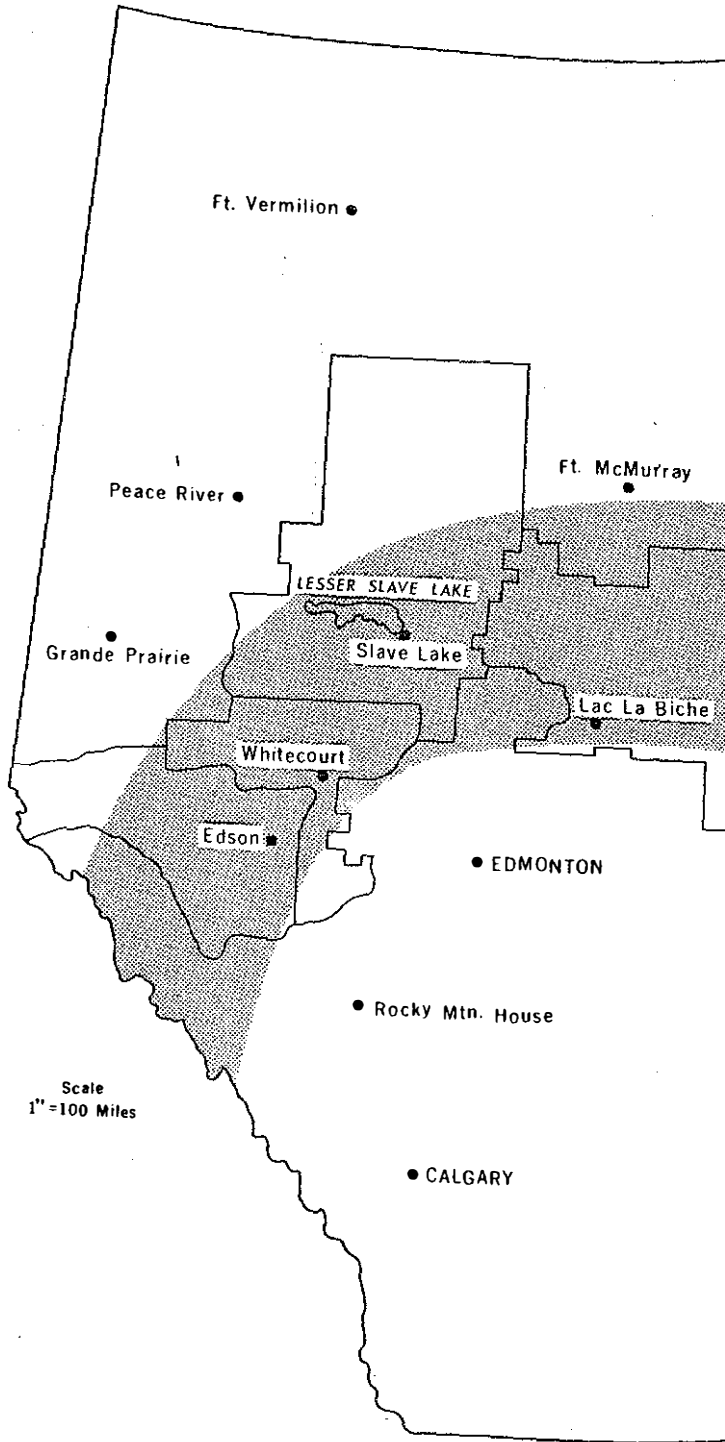 Ft. Vermilion
Ft. McMurray
Peace River
LESSER SLAVE LAKE
Grande Prairie
Slave Lake
Lac La Biche
Whitecourt
Edson
EDMONTON
Rocky Mtn. House
Scale
1"=100 Miles
CALGARY